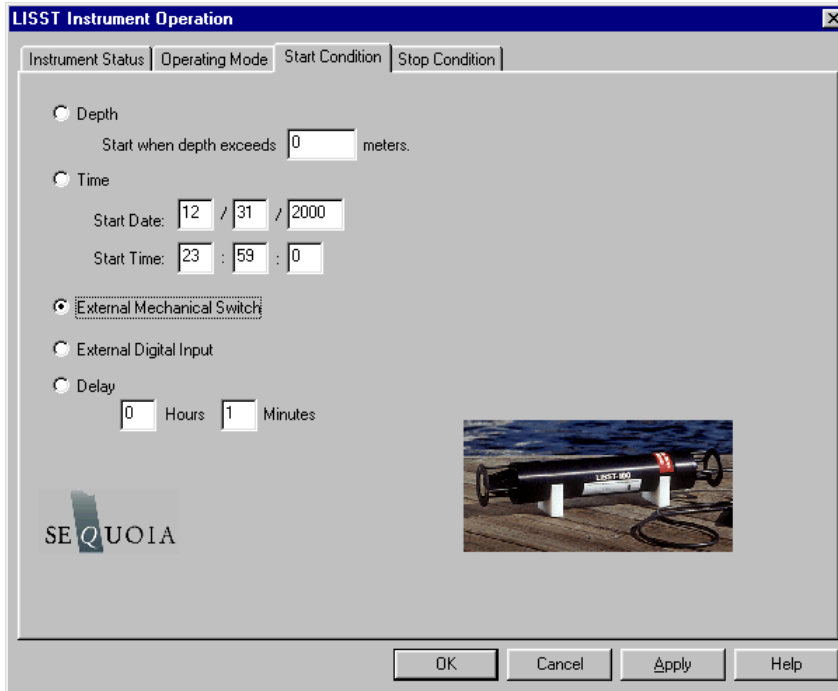 LISST Instrument Operation
Instrument Status Operating Mode Start Condition Stop Condition
Depth
Start when depth exceeds 0 meters.
Time
Start Date: 12 / 31 / 2000
Start Time: 23 : 59 : 0
External Mechanical Switch
External Digital Input
Delay
0 Hours 1 Minutes
LISST-100
SEQUOIA
OK Cancel Apply Help